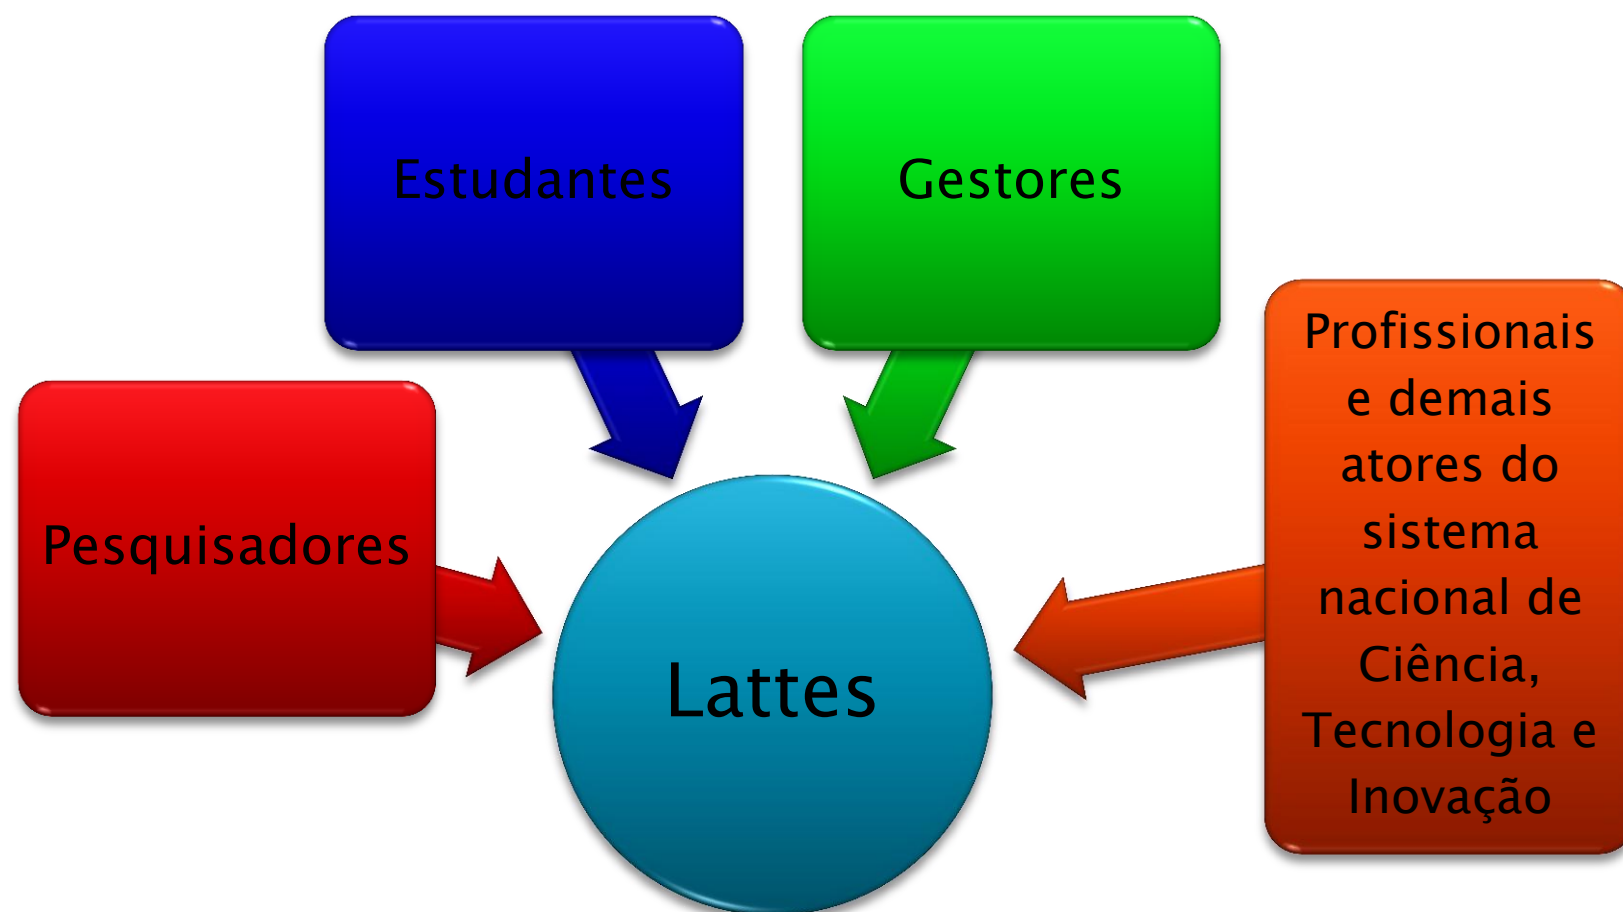 Estudantes
Gestores
Pesquisadores
Profissionais
e demais
atores do
sistema
nacional de
Ciência,
Tecnologia e
Inovação
Lattes